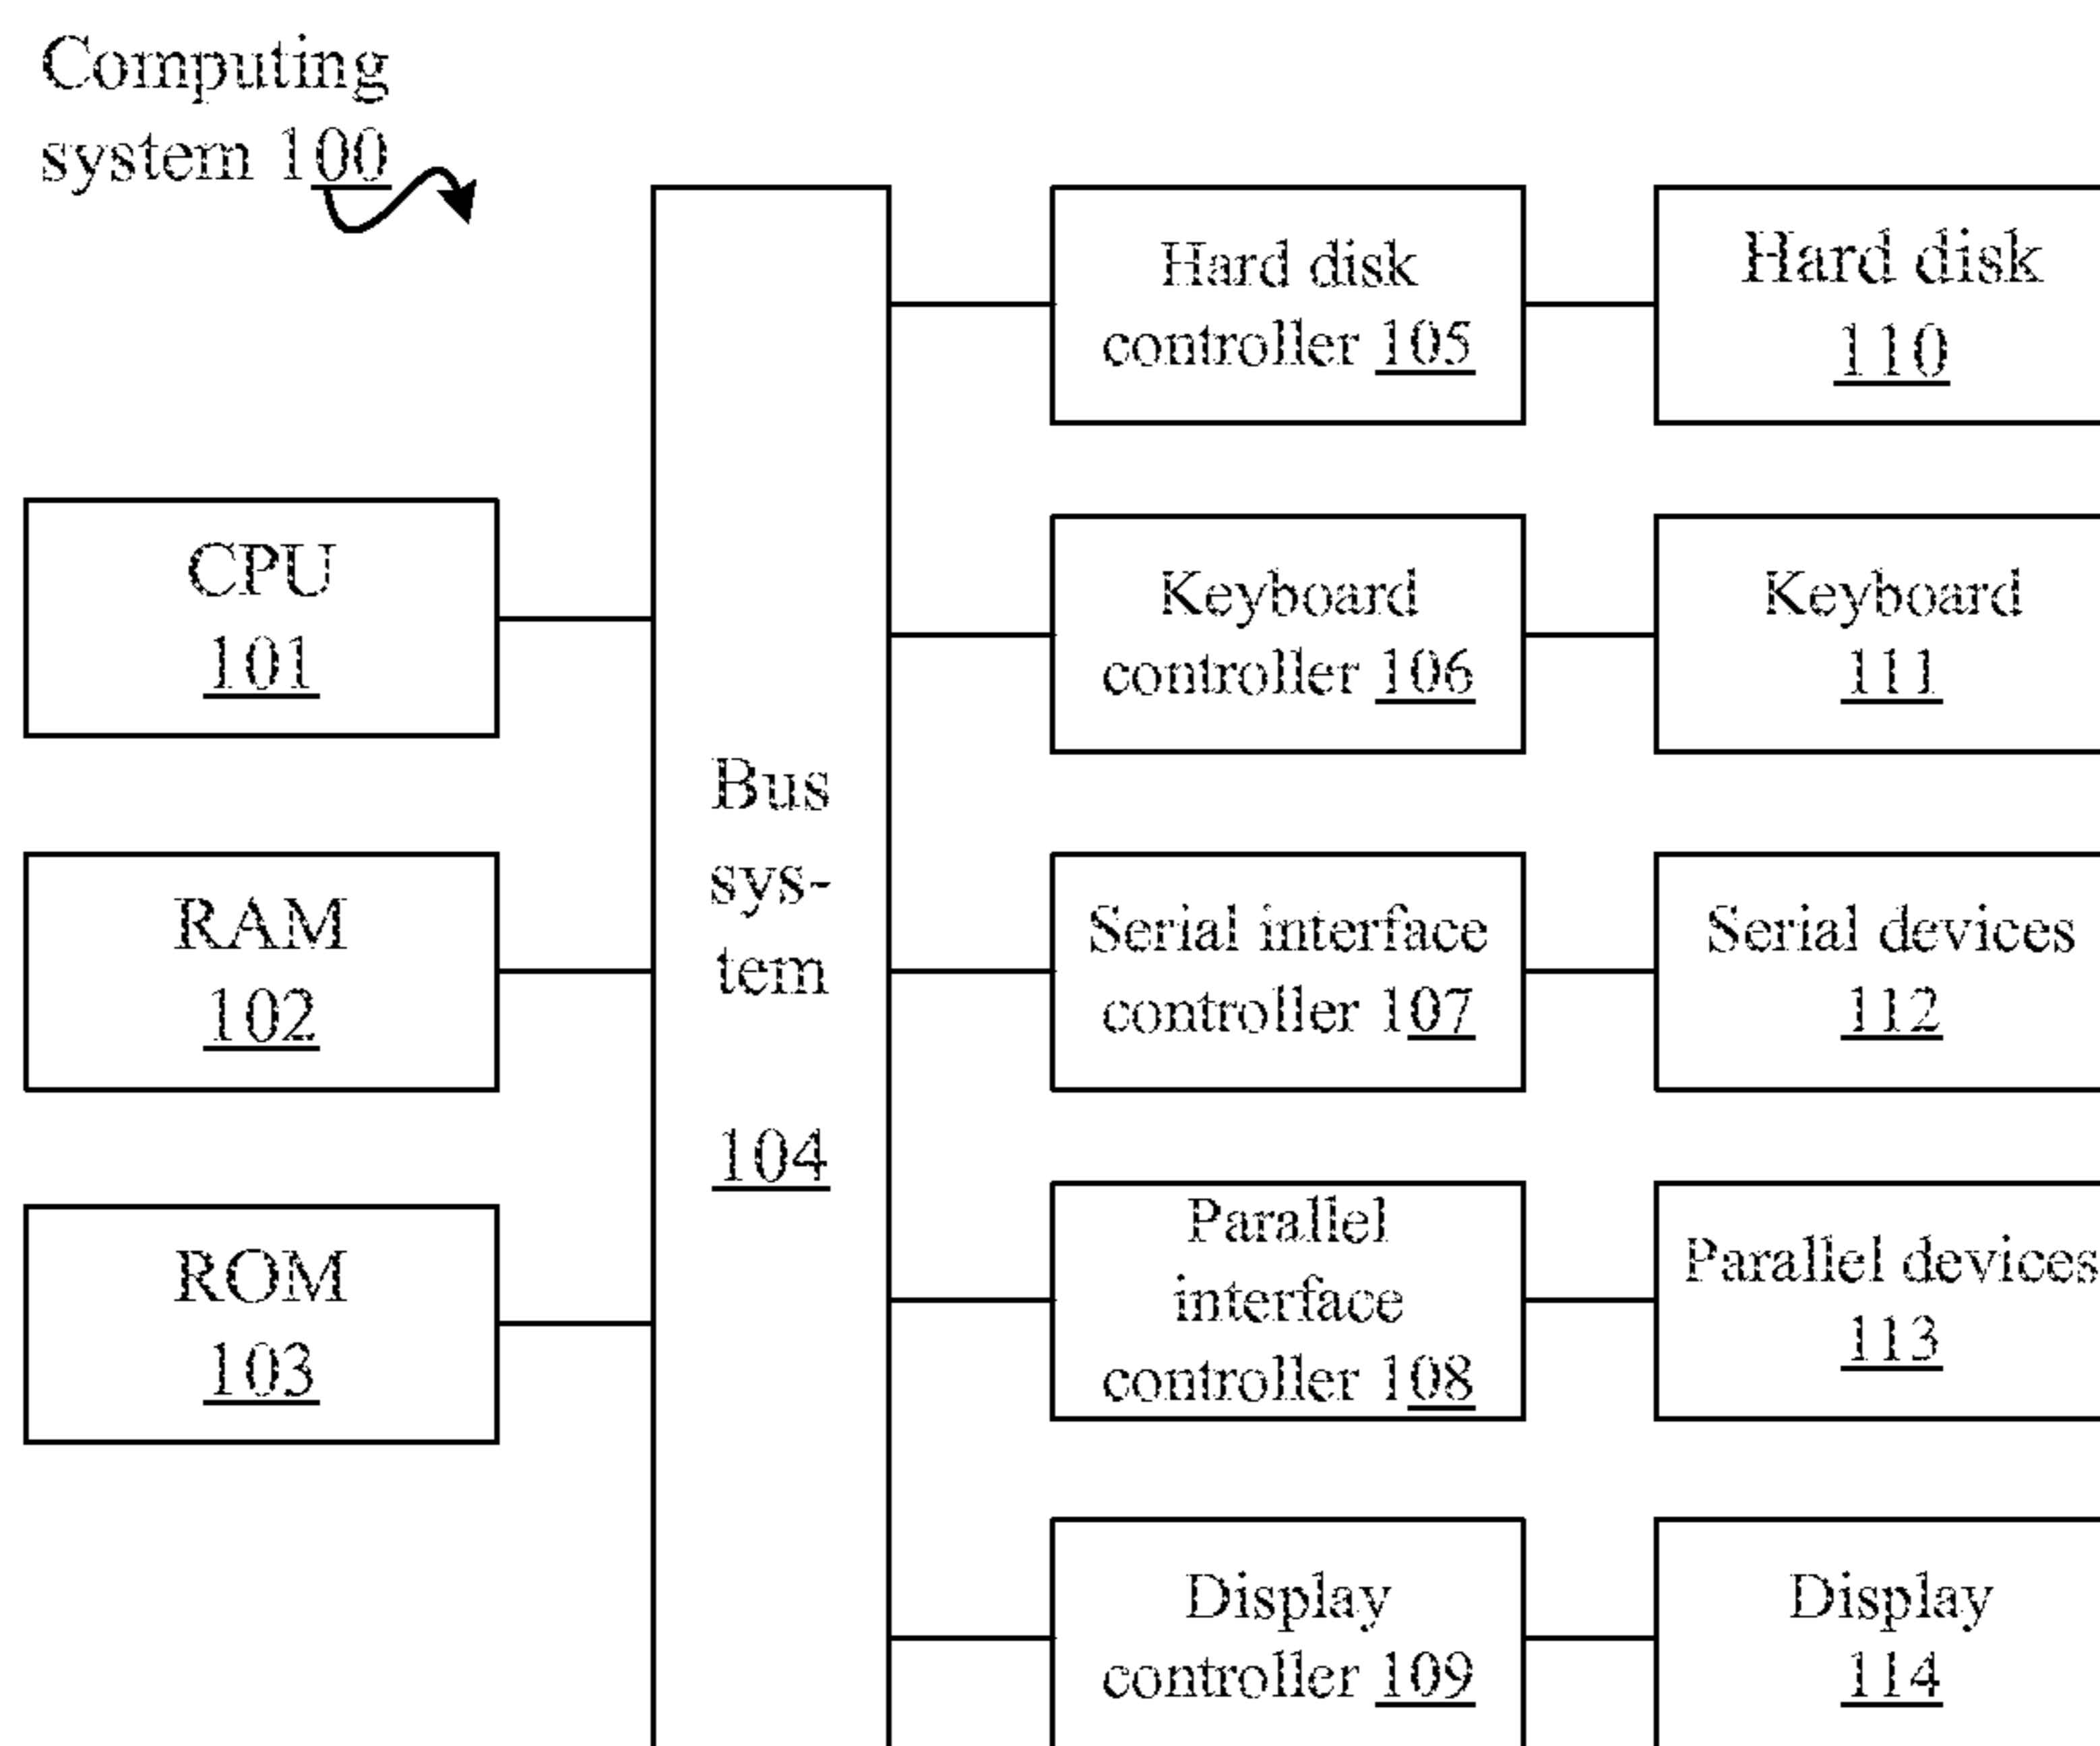 Computing
system 100
CPU
101
RAM
102
ROM
103
Bus
sys-
tem
104
Hard disk
controller 105
Hard disk
110
Keyboard
controller 106
Keyboard
111
Serial interface
controller 107
Serial devices
112
Parallel
interface
controller 108
Parallel devices
113
Display
controller 109
Display
114